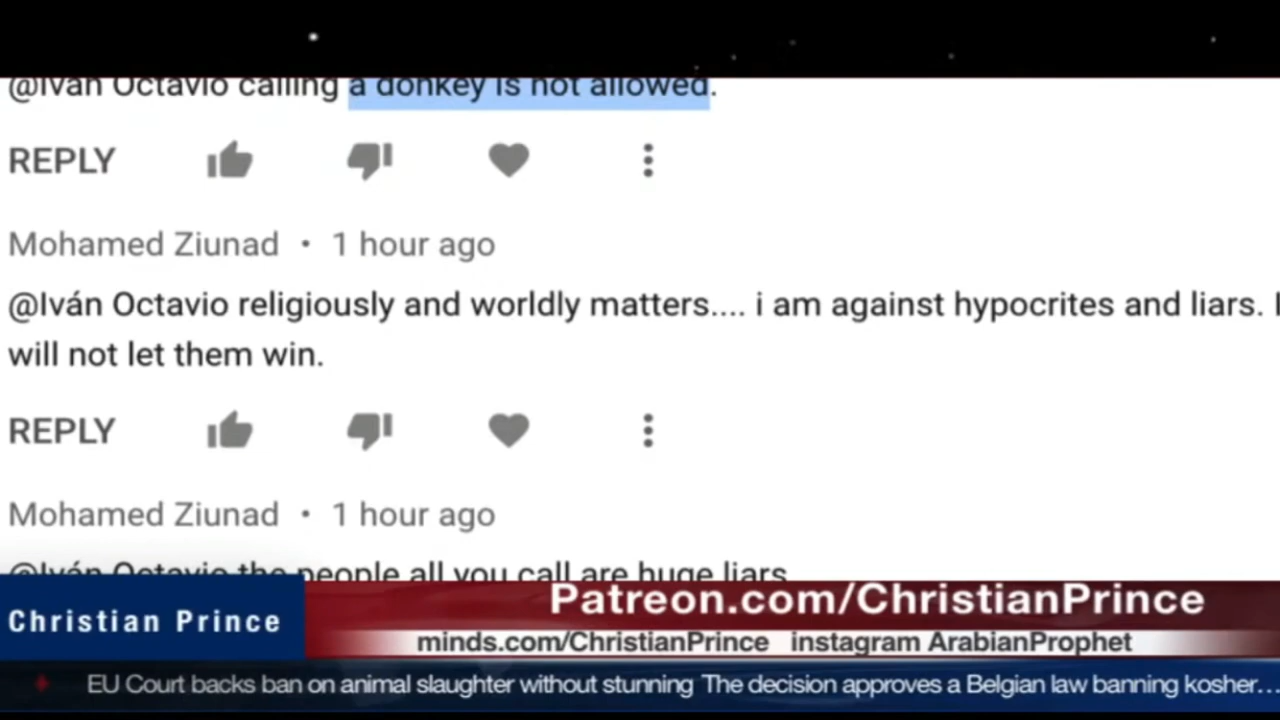 @Iván Octavio calling a donkey is not allowed.
REPLY
Mohamed Ziunad • 1 hour ago
@Iván Octavio religiously and worldly matters.... i am against hypocrites and liars. I
will not let them win.
REPLY
Mohamed Ziunad • 1 hour ago
@Iván Octavio the people all you call are huge liars
Christian Prince
Patreon.com/ChristianPrince
minds.com/ChristianPrince instagram ArabianProphet
EU Court backs ban on animal slaughter without stunning The decision approves a Belgian law banning kosher...